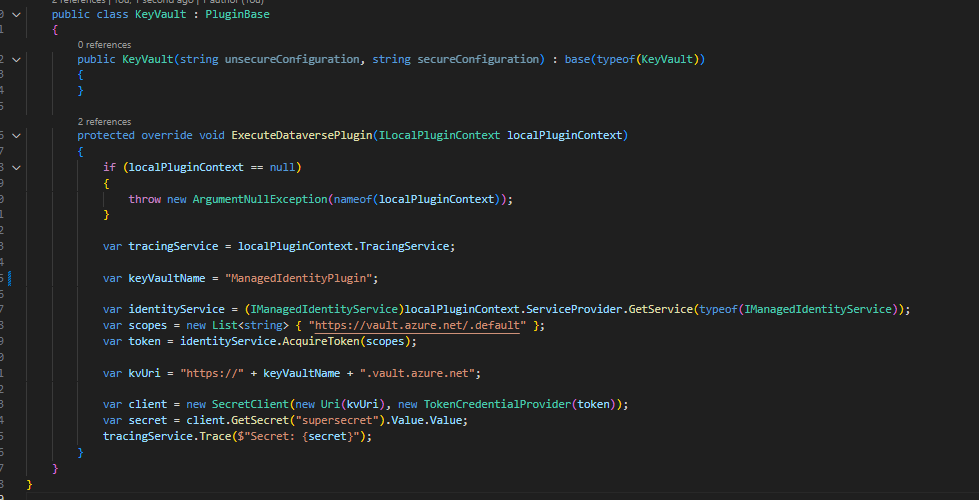 2 references | You, 1 second ago | 1 author (You)
public class KeyVault : PluginBase
{
0 references
public KeyVault(string unsecureConfiguration, string secureConfiguration) : base(typeof(KeyVault))
{
}
2 references
protected override void ExecuteDataversePlugin(ILocalPluginContext localPluginContext)
{
if (localPluginContext == null)
{
throw new ArgumentNullException(nameof(localPluginContext));
}
var tracingService = localPluginContext.TracingService;
var keyVaultName = "ManagedIdentityPlugin";
var identityService = (IManagedIdentityService)localPluginContext.ServiceProvider.GetService(typeof(IManagedIdentityService));
var scopes = new List<string> { "https://vault.azure.net/.default" };
var token = identityService.AcquireToken(scopes);
var kvUri = "https://" + keyVaultName + ".vault.azure.net";
var client = new SecretClient(new Uri(kvUri), new TokenCredentialProvider(token));
var secret = client.GetSecret("supersecret").Value.Value;
tracingService.Trace($"Secret: {secret}");
}
}
}